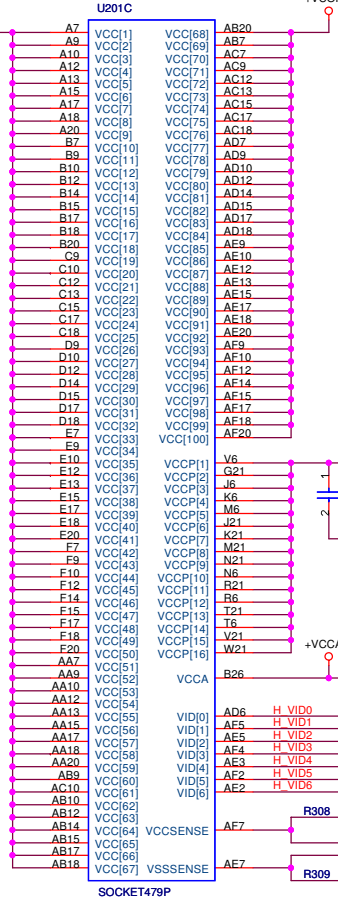 U201C
+VCC
A7 VCC[1] VCC[68] AB20
A9 VCC[2] VCC[69] AB7
A10 VCC[3] VCC[70] AC7
A12 VCC[4] VCC[71] AC9
A13 VCC[5] VCC[72] AC12
A15 VCC[6] VCC[73] AC13
A17 VCC[7] VCC[74] AC15
A18 VCC[8] VCC[75] AC17
A20 VCC[9] VCC[76] AC18
B7 VCC[10] VCC[77] AD7
B9 VCC[11] VCC[78] AD9
B10 VCC[12] VCC[79] AD10
B12 VCC[13] VCC[80] AD12
B14 VCC[14] VCC[81] AD14
B15 VCC[15] VCC[82] AD15
B17 VCC[16] VCC[83] AD17
B18 VCC[17] VCC[84] AD18
B20 VCC[18] VCC[85] AE9
C9 VCC[19] VCC[86] AE10
C10 VCC[20] VCC[87] AE12
C12 VCC[21] VCC[88] AE13
C13 VCC[22] VCC[89] AE15
C15 VCC[23] VCC[90] AE17
C17 VCC[24] VCC[91] AE18
C18 VCC[25] VCC[92] AE20
D9 VCC[26] VCC[93] AF9
D10 VCC[27] VCC[94] AF10
D12 VCC[28] VCC[95] AF12
D14 VCC[29] VCC[96] AF14
D15 VCC[30] VCC[97] AF15
D17 VCC[31] VCC[98] AF17
D18 VCC[32] VCC[99] AF18
E7 VCC[33] VCC[100] AF20
E9 VCC[34]
E10 VCC[35] VCCP[1] V6
E12 VCC[36] VCCP[2] G21
E13 VCC[37] VCCP[3] J6
E15 VCC[38] VCCP[4] K6
E17 VCC[39] VCCP[5] M6
E18 VCC[40] VCCP[6] J21
E20 VCC[41] VCCP[7] K21
F7 VCC[42] VCCP[8] M21
F9 VCC[43] VCCP[9] N21
F10 VCC[44] VCCP[10] N6
F12 VCC[45] VCCP[11] R21
F14 VCC[46] VCCP[12] R6
F15 VCC[47] VCCP[13] T21
F17 VCC[48] VCCP[14] T6
F18 VCC[49] VCCP[15] V21
F20 VCC[50] VCCP[16] W21
1
2
+VCCA
AA7 VCC[51]
AA9 VCC[52] VCCA B26
AA10 VCC[53]
AA12 VCC[54]
AA13 VCC[55] VID[0] AD6 H_VID0
AA15 VCC[56] VID[1] AF5 H_VID1
AA17 VCC[57] VID[2] AE5 H_VID2
AA18 VCC[58] VID[3] AF4 H_VID3
AA20 VCC[59] VID[4] AE3 H_VID4
AB9 VCC[60] VID[5] AF2 H_VID5
AC10 VCC[61] VID[6] AE2 H_VID6
AB10 VCC[62]
AB12 VCC[63]
R308
AB14 VCC[64] VCCSENSE AF7
AB15 VCC[65]
AB17 VCC[66]
AB18 VCC[67] VSSSENSE AE7
R309
SOCKET479P